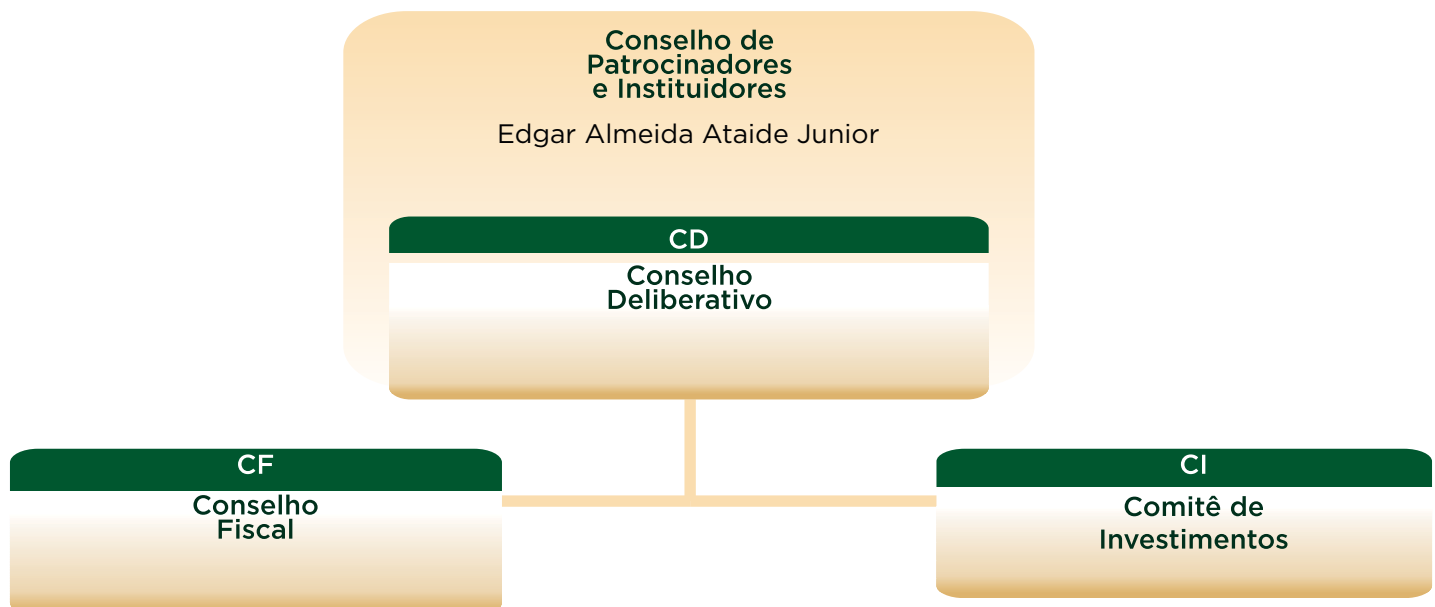 Conselho de
Patrocinadores
e Instituidores
Edgar Almeida Ataide Junior
CD
Conselho
Deliberativo
CF
Conselho
Fiscal
CI
Comitê de
Investimentos